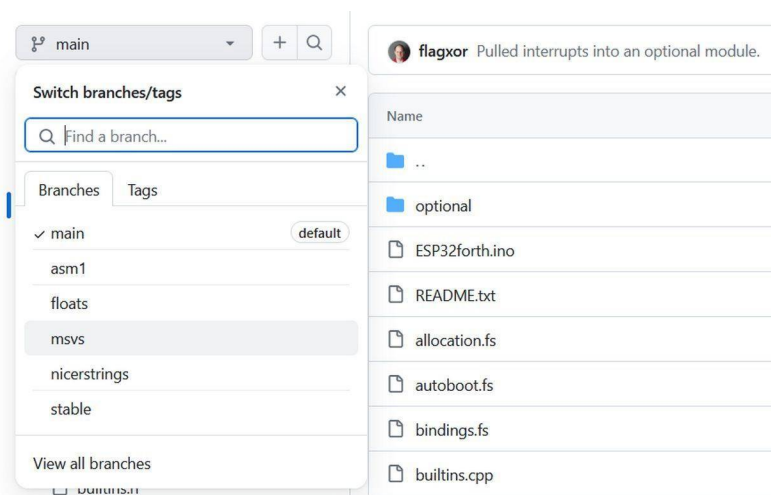 main
Switch branches/tags
Find a branch...
Branches
Tags
main
default
asm1
floats
msvs
nicerstrings
stable
View all branches
builtins.h
flagxor Pulled interrupts into an optional module.
Name
..
optional
ESP32forth.ino
README.txt
allocation.fs
autoboot.fs
bindings.fs
builtins.cpp